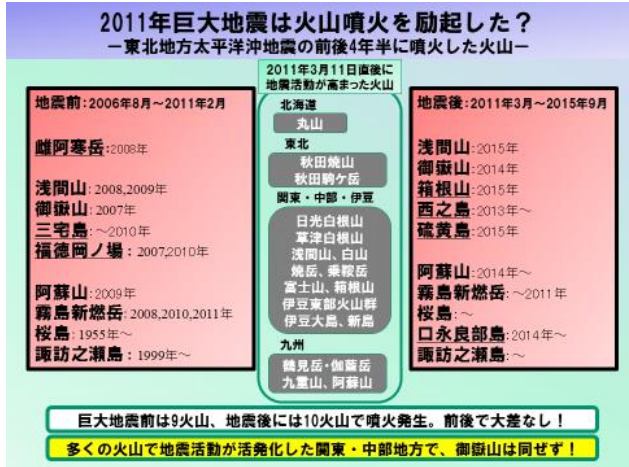 2011年巨大地震は火山噴火を励起した？
－東北地方太平洋沖地震の前後4年半に噴火した火山－
地震前：2006年8月～2011年2月
雌阿寒岳:2008年
浅間山: 2008,2009年
御嶽山: 2007年
三宅島: ～2010年
福徳岡ノ場： 2007,2010年
阿蘇山:2009年
霧島新燃岳: 2008,2010,2011年
桜島: 1955年～
諏訪之瀬島： 1999年～
2011年3月11日直後に
地震活動が高まった火山
北海道
丸山
東北
秋田焼山
秋田駒ケ岳
関東・中部・伊豆
日光白根山
草津白根山
浅間山、白山
焼岳、乗鞍岳
富士山、箱根山
伊豆東部火山群
伊豆大島、新島
九州
鶴見岳・伽藍岳
九重山、阿蘇山
地震後：2011年3月～2015年9月
浅間山:2015年
御嶽山:2014年
箱根山:2015年
西之島:2013年～
硫黄島:2015年
阿蘇山:2014年～
霧島新燃岳: ～2011年
桜島: ～
口永良部島:2014年～
諏訪之瀬島:～
巨大地震前は9火山、地震後には10火山で噴火発生。前後で大差なし！
多くの火山で地震活動が活発化した関東・中部地方で、御嶽山は同ぜず！